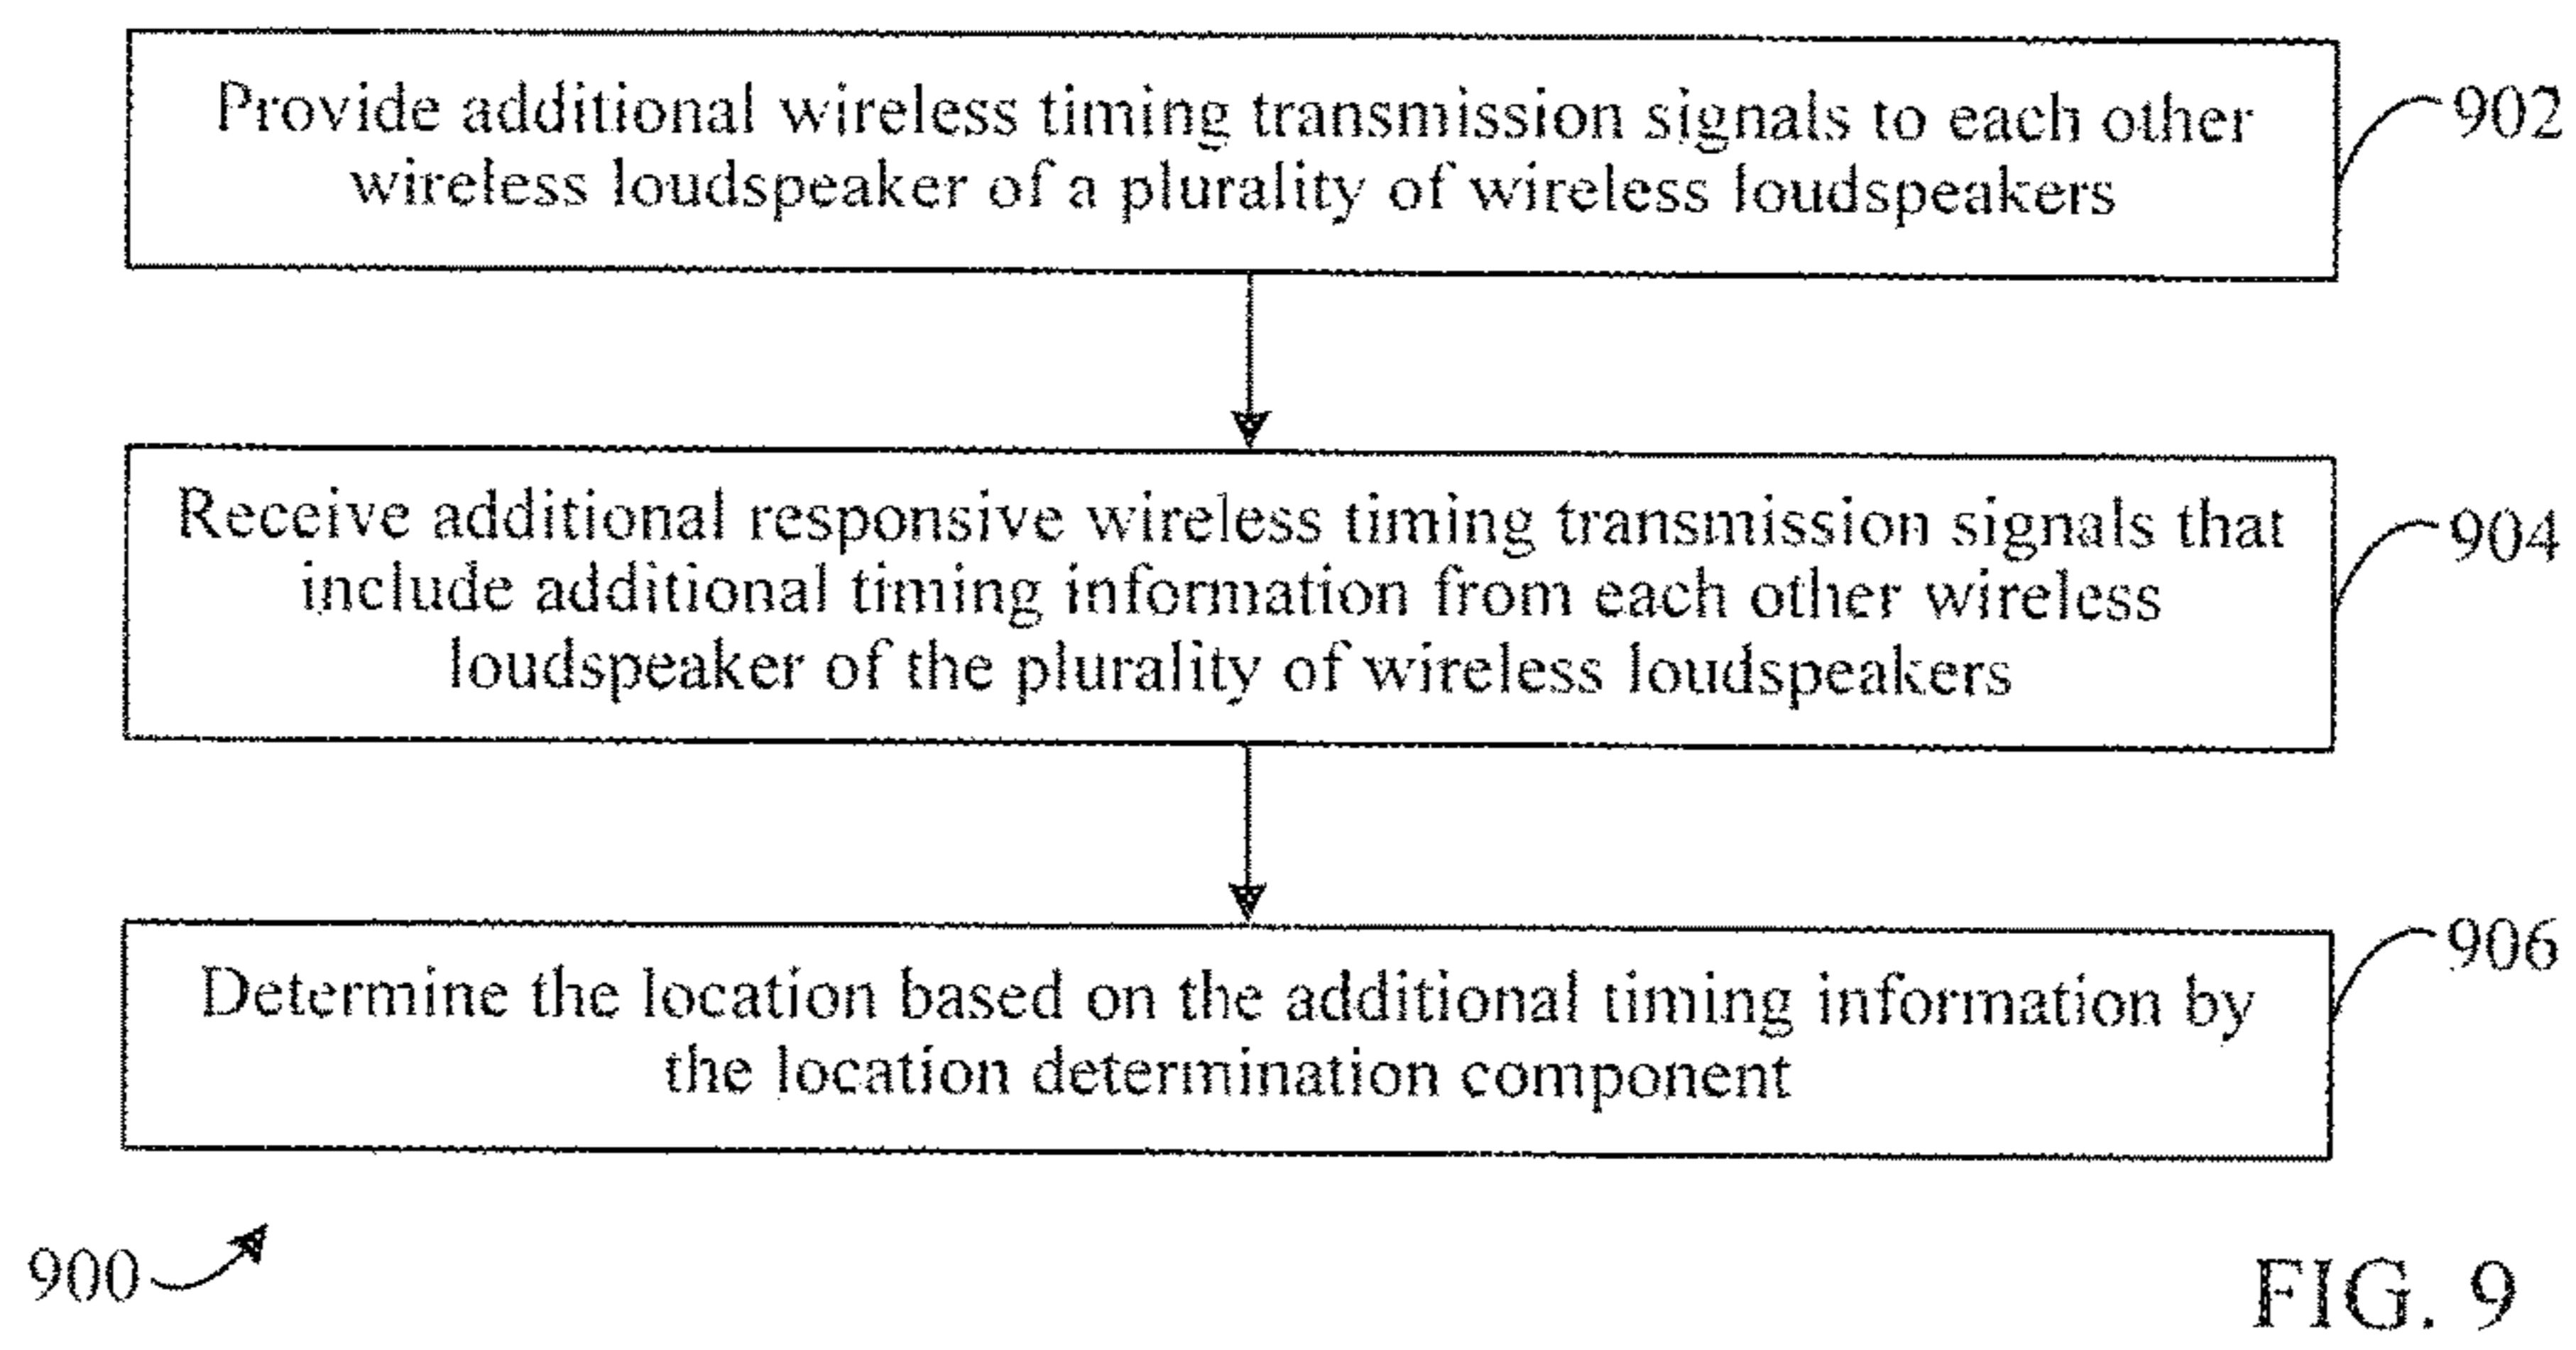 Provide additional wireless timing transmission signals to each other
wireless loudspeaker of a plurality of wireless loudspeakers
902
Receive additional responsive wireless timing transmission signals that
include additional timing information from each other wireless
loudspeaker of the plurality of wireless loudspeakers
904
Determine the location based on the additional timing information by
the location determination component
906
900
FIG. 9